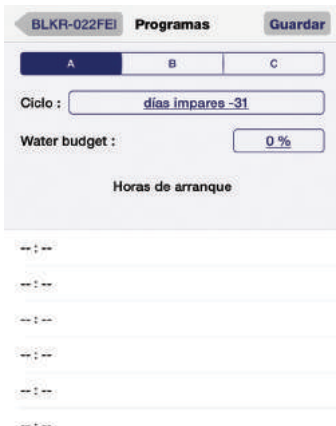 BLKR-022FEI Programas Guardar
A B C
Ciclo : días impares -31
Water budget : 0 %
Horas de arranque
-- : --
-- : --
-- : --
-- : --
-- : --
-- : --